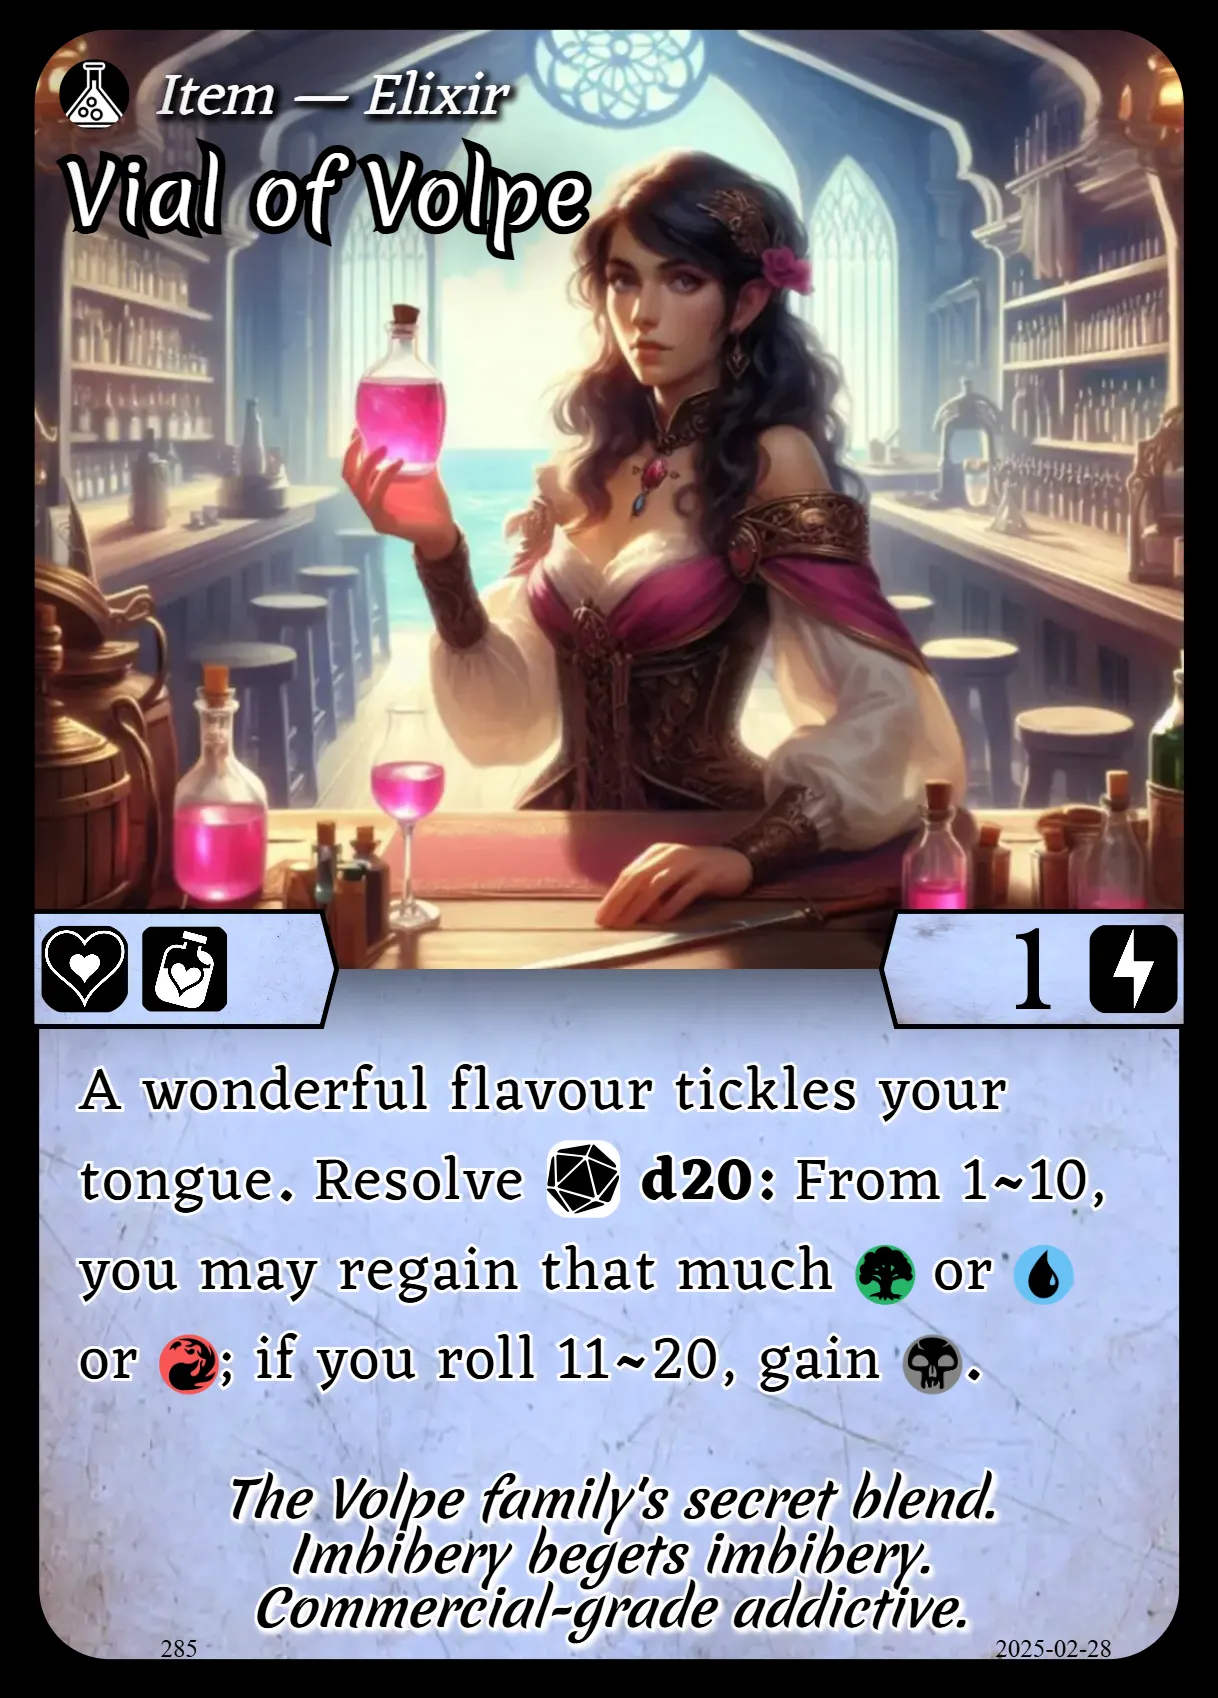 Item — Elixir
Vial of Volpe
1
A wonderful flavour tickles your
tongue. Resolve d20: From 1~10,
you may regain that much or
or ; if you roll 11~20, gain .
The Volpe family's secret blend.
Imbibery begets imbibery.
Commercial-grade addictive.
285
2025-02-28